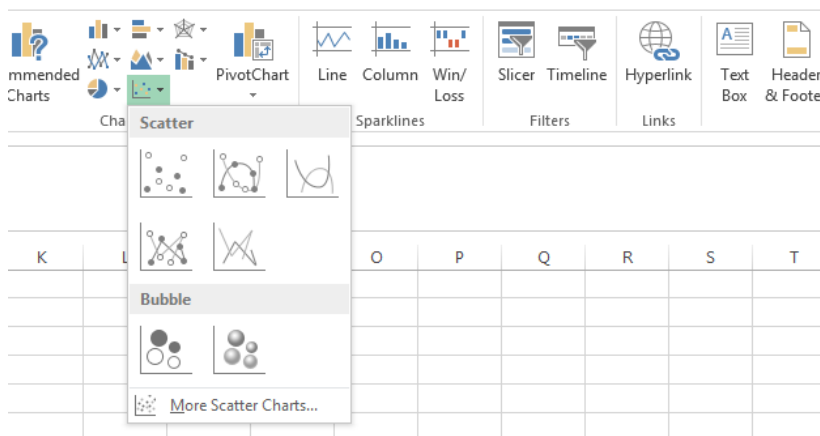 mmended
Charts
PivotChart
Line
Column
Win/
Loss
Slicer
Timeline
Hyperlink
Text
Box
Header
& Foote
Cha
Sparklines
Filters
Links
Scatter
Bubble
More Scatter Charts...
K
L
O
P
Q
R
S
T
A